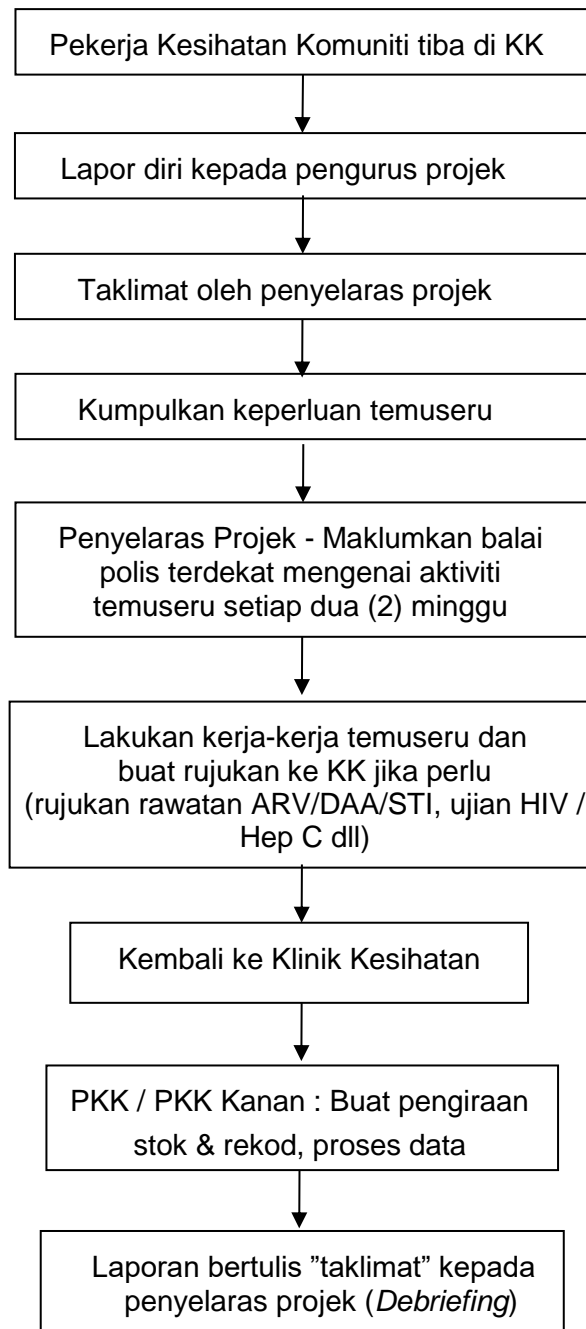 Pekerja Kesihatan Komuniti tiba di KK
Lapor diri kepada pengurus projek
Taklimat oleh penyelaras projek
Kumpulkan keperluan temuseru
Penyelaras Projek - Maklumkan balai
polis terdekat mengenai aktiviti
temuseru setiap dua (2) minggu
Lakukan kerja-kerja temuseru dan
buat rujukan ke KK jika perlu
(rujukan rawatan ARV/DAA/STI, ujian HIV /
Hep C dll)
Kembali ke Klinik Kesihatan
PKK / PKK Kanan : Buat pengiraan
stok & rekod, proses data
Laporan bertulis ”taklimat” kepada
penyelaras projek (Debriefing)